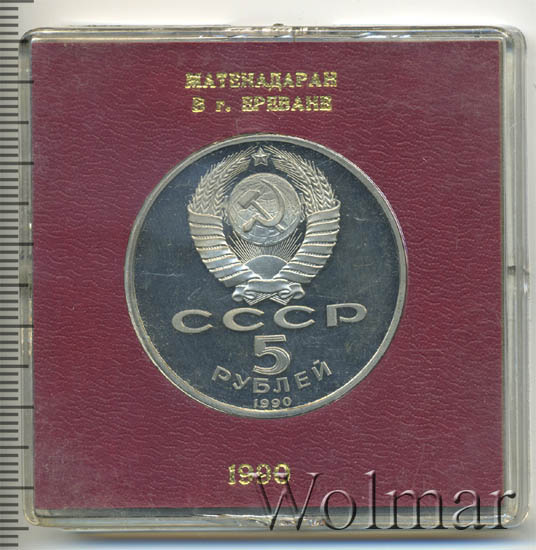 МАТЕНАДАРАН
В г. ЕРЕВАНЕ
СССР
5
РУБЛЕЙ
1990
1990
Wolmar